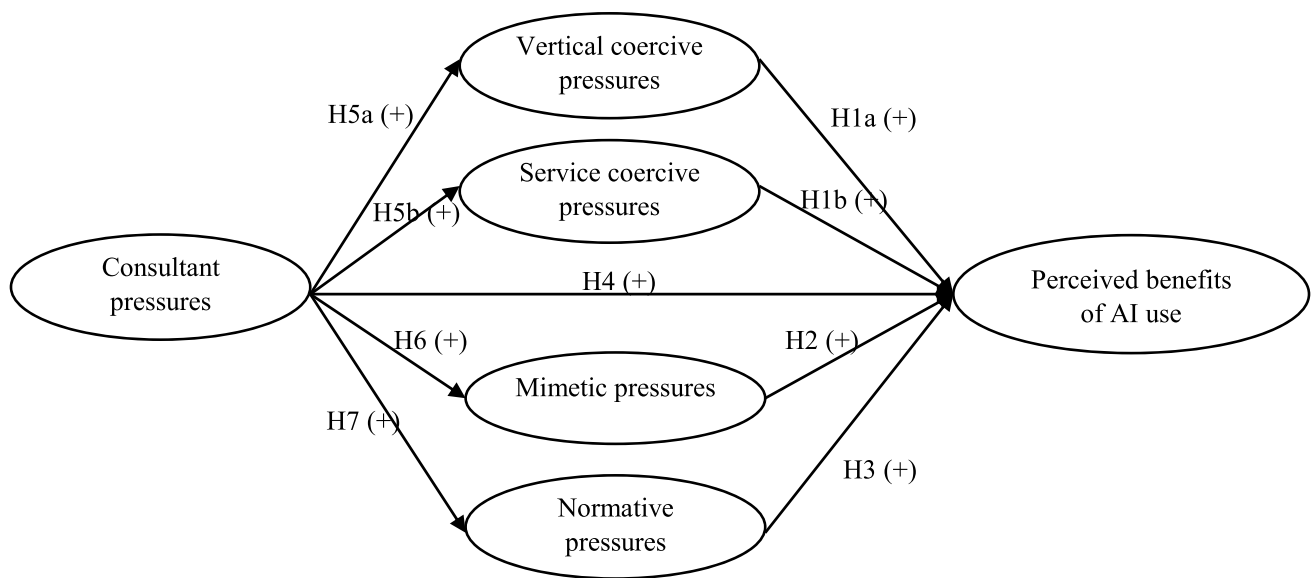 Vertical coercive
pressures
H5a (+)
H1a (+)
Service coercive
pressures
H5b (+)
H1b (+)
Consultant
pressures
H4 (+)
Perceived benefits
of AI use
H6 (+)
H2 (+)
Mimetic pressures
H7 (+)
H3 (+)
Normative
pressures